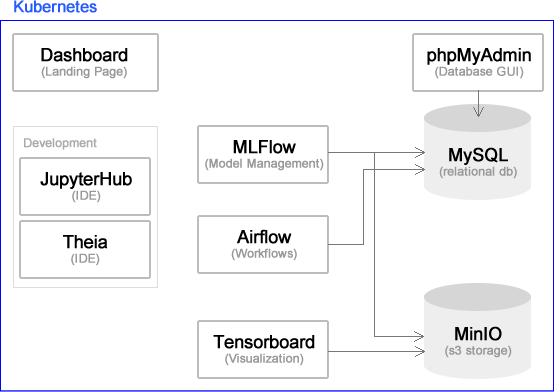 Kubernetes
Dashboard
(Landing Page)
phpMyAdmin
(Database GUI)
Development
JupyterHub
(IDE)
Theia
(IDE)
MLFlow
(Model Management)
Airflow
(Workflows)
Tensorboard
(Visualization)
MySQL
(relational db)
MinIO
(s3 storage)